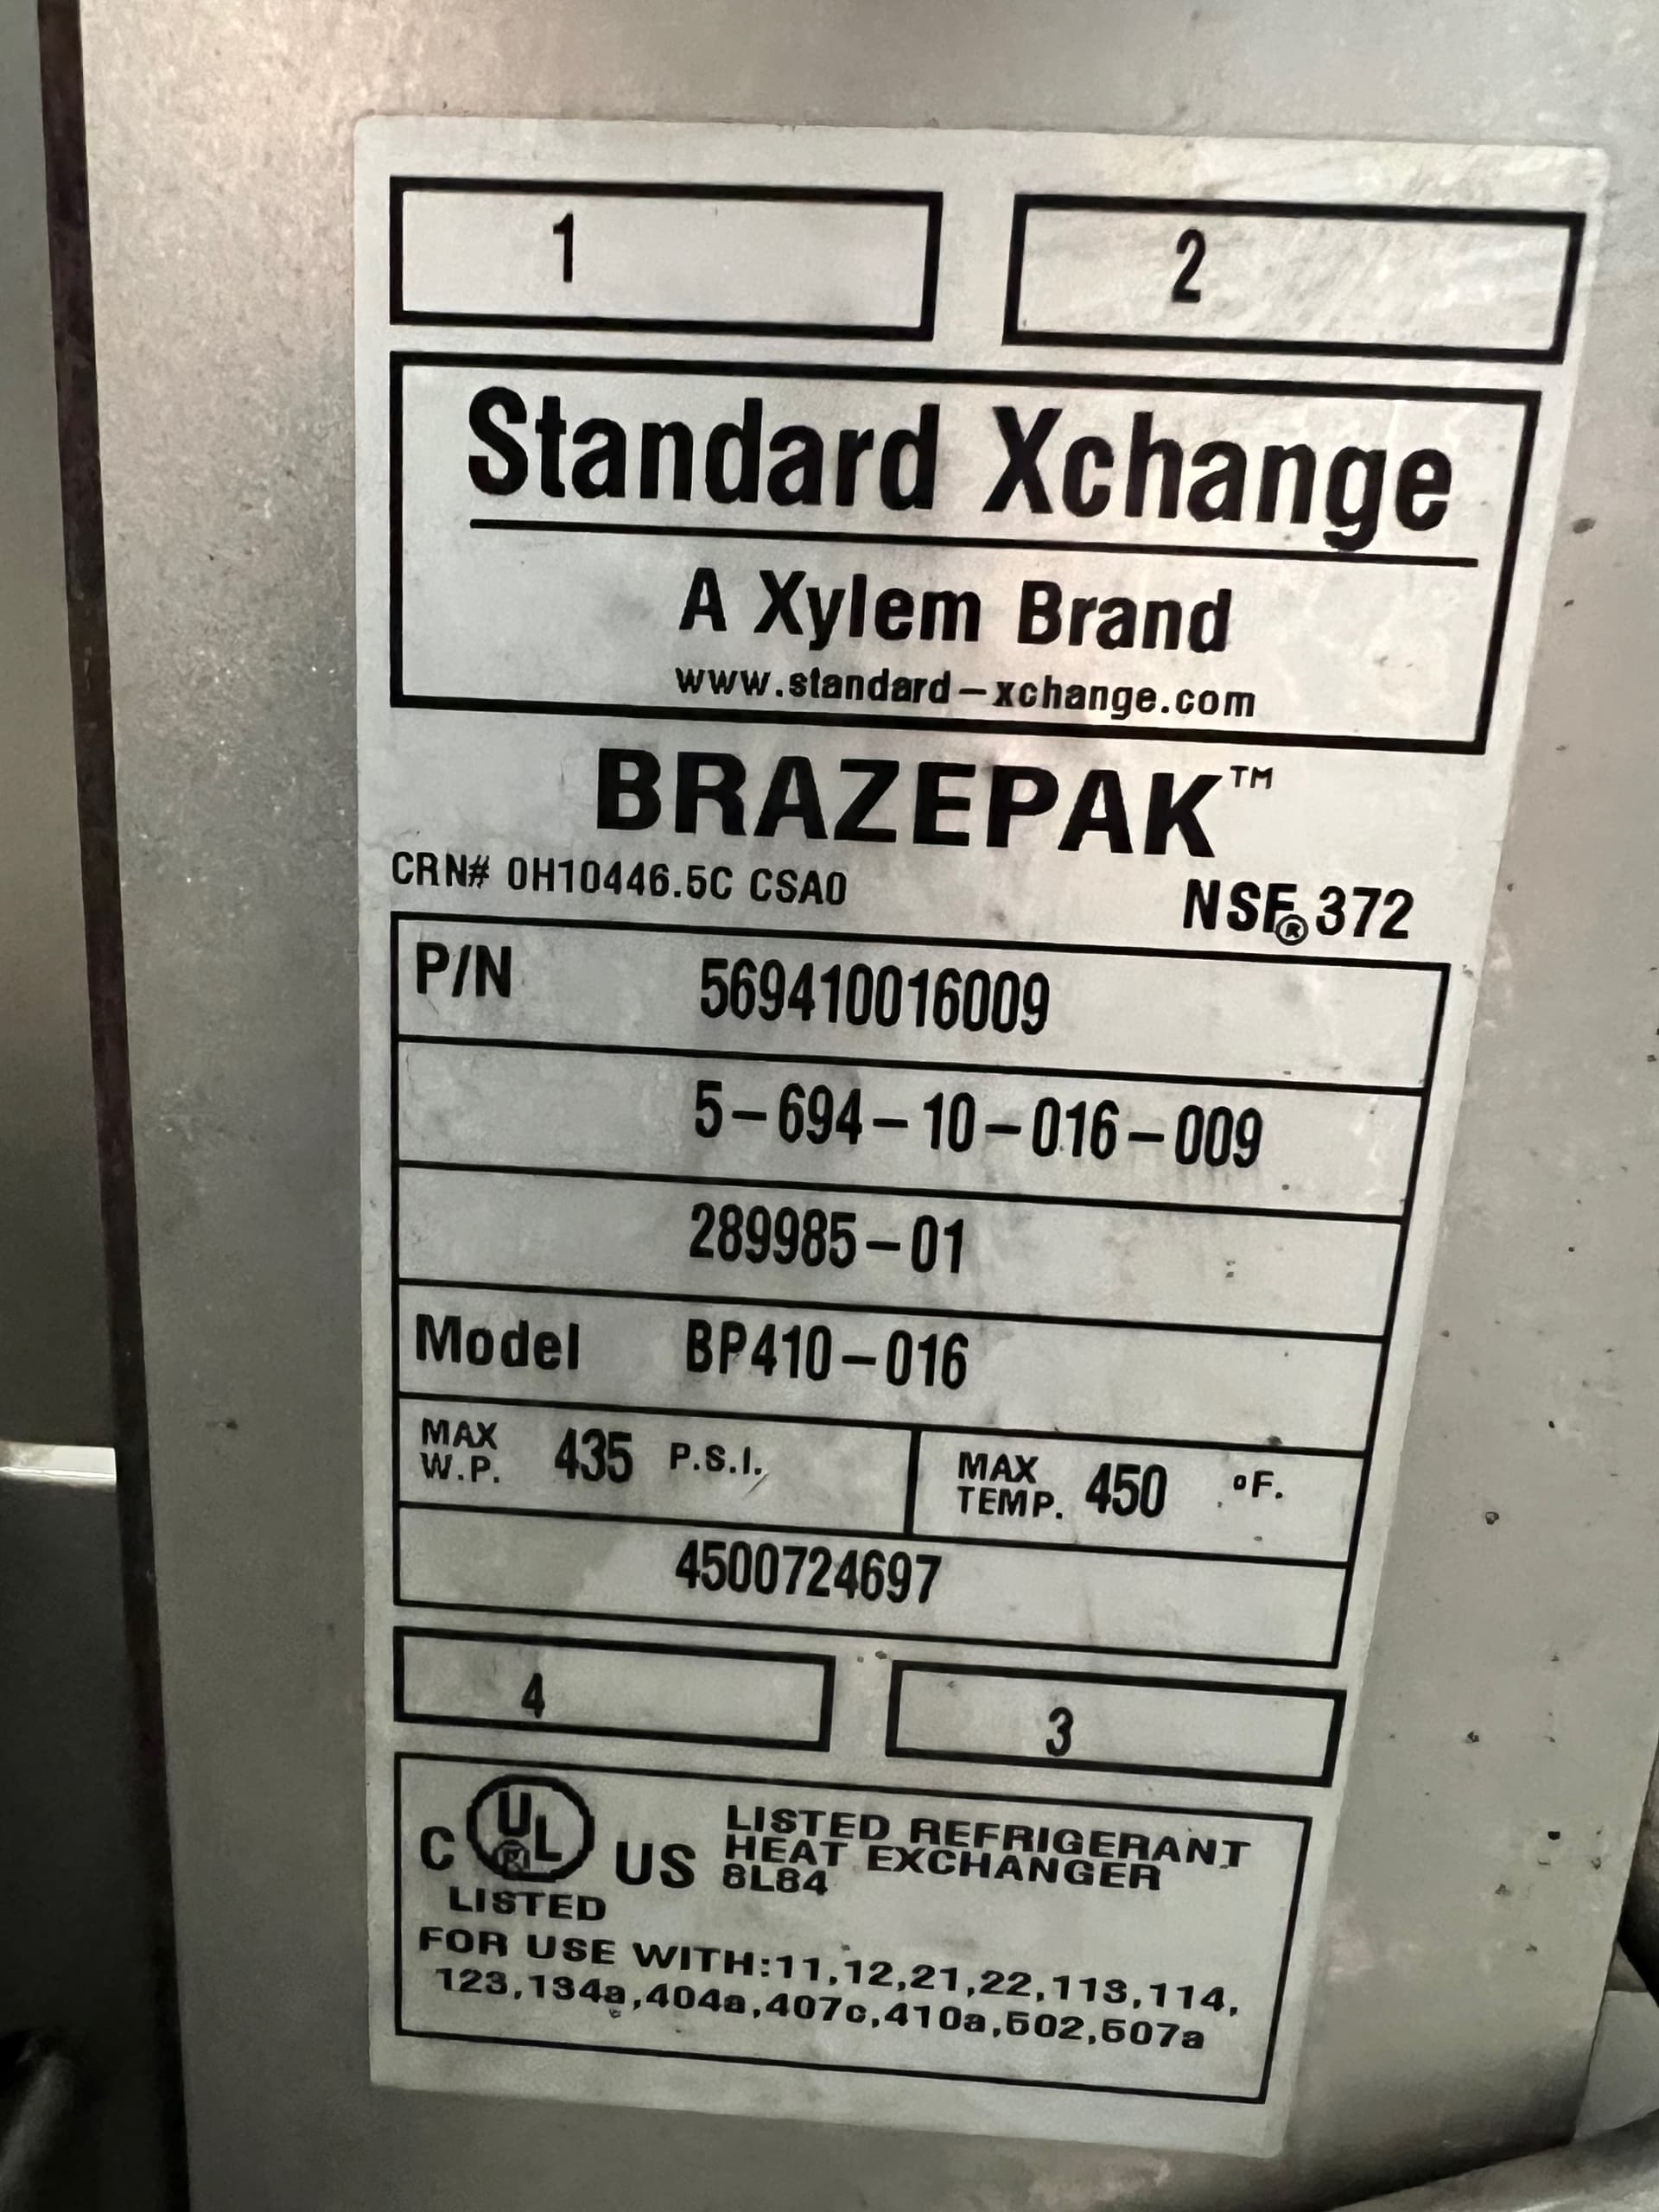 1
2
Standard Xchange
A Xylem Brand
www.standard-xchange.com
BRAZEPAK™
CRN# 0H10446.5C CSA0
NSF® 372
P/N 569410016009
5-694-10-016-009
289985-01
Model BP410-016
MAX W.P. 435 P.S.I.
MAX TEMP. 450 °F.
4500724697
4
3
C UL® US
LISTED
LISTED REFRIGERANT
HEAT EXCHANGER
8L84
FOR USE WITH:11,12,21,22,113,114,
123,134a,404a,407c,410a,502,507a